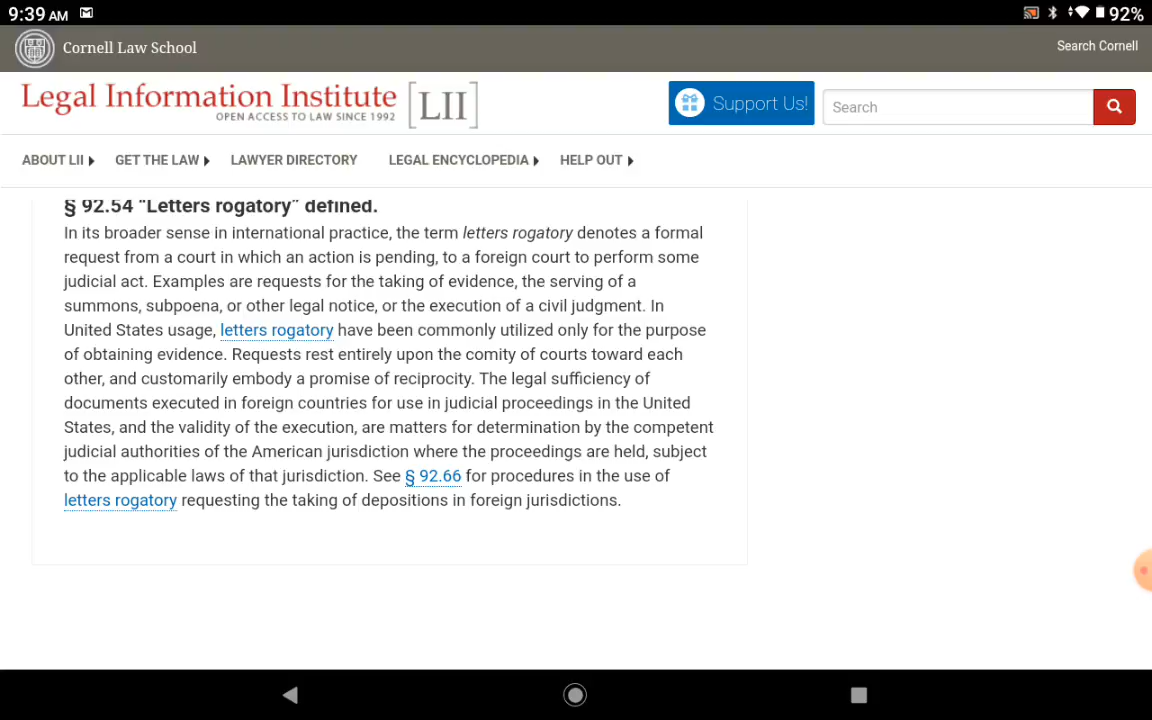 9:39 AM
92%
Cornell Law School
Search Cornell
Legal Information Institute [LII]
OPEN ACCESS TO LAW SINCE 1992
Support Us!
Search
ABOUT LII
GET THE LAW
LAWYER DIRECTORY
LEGAL ENCYCLOPEDIA
HELP OUT
§ 92.54 "Letters rogatory" defined.
In its broader sense in international practice, the term letters rogatory denotes a formal
request from a court in which an action is pending, to a foreign court to perform some
judicial act. Examples are requests for the taking of evidence, the serving of a
summons, subpoena, or other legal notice, or the execution of a civil judgment. In
United States usage, letters rogatory have been commonly utilized only for the purpose
of obtaining evidence. Requests rest entirely upon the comity of courts toward each
other, and customarily embody a promise of reciprocity. The legal sufficiency of
documents executed in foreign countries for use in judicial proceedings in the United
States, and the validity of the execution, are matters for determination by the competent
judicial authorities of the American jurisdiction where the proceedings are held, subject
to the applicable laws of that jurisdiction. See § 92.66 for procedures in the use of
letters rogatory requesting the taking of depositions in foreign jurisdictions.